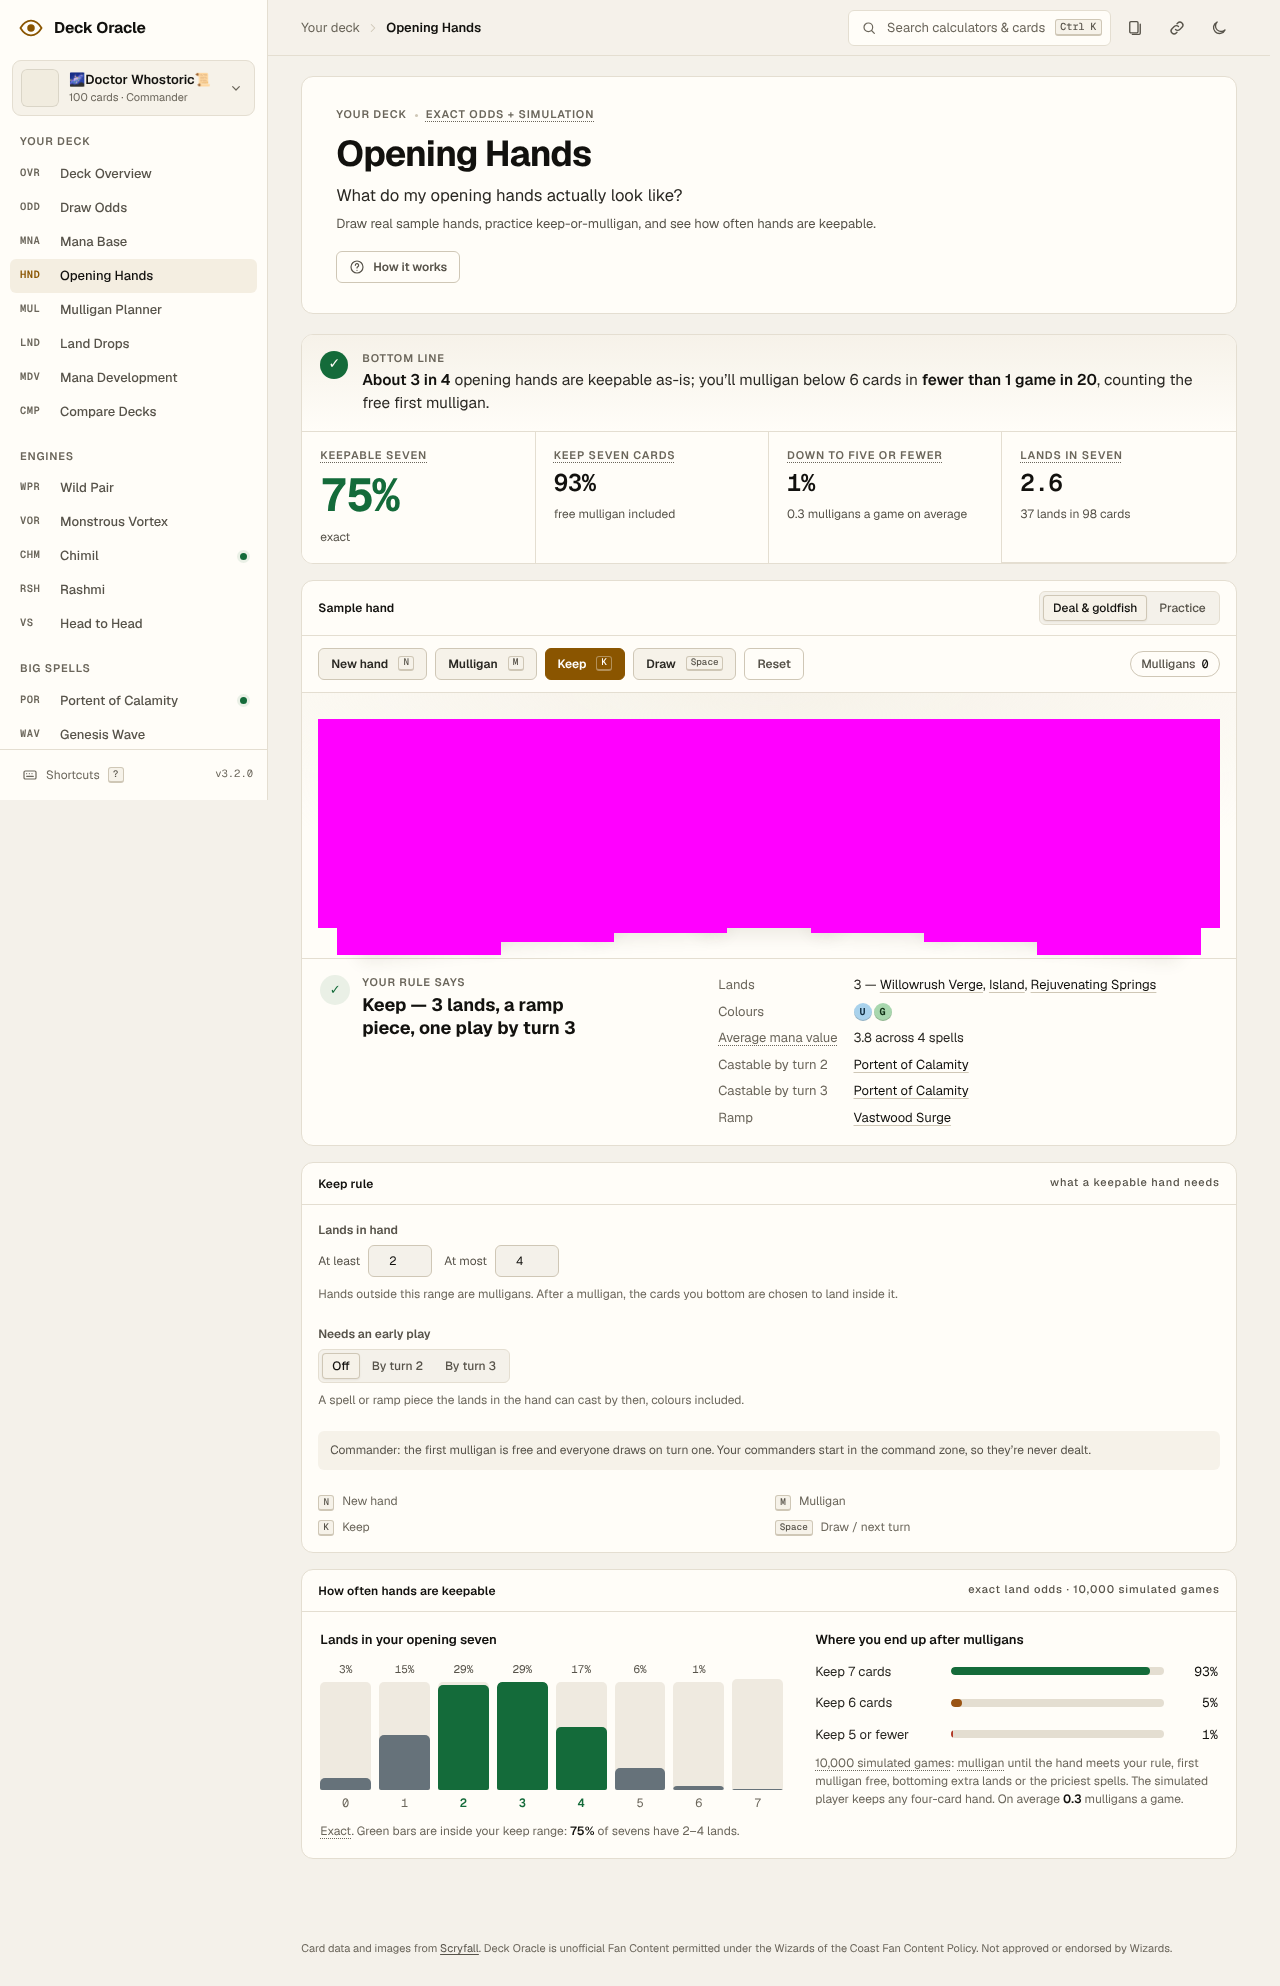 Deck Oracle
Doctor Whostoric
100 cards · Commander
YOUR DECK
OVR Deck Overview
ODD Draw Odds
MNA Mana Base
HND Opening Hands
MUL Mulligan Planner
LND Land Drops
MDV Mana Development
CMP Compare Decks
ENGINES
WPR Wild Pair
VOR Monstrous Vortex
CHM Chimil
RSH Rashmi
VS Head to Head
BIG SPELLS
POR Portent of Calamity
WAV Genesis Wave
Shortcuts ? v3.2.0
Your deck Opening Hands
Search calculators & cards Ctrl K
YOUR DECK • EXACT ODDS + SIMULATION
Opening Hands
What do my opening hands actually look like?
Draw real sample hands, practice keep-or-mulligan, and see how often hands are keepable.
How it works
BOTTOM LINE
About 3 in 4 opening hands are keepable as-is; you’ll mulligan below 6 cards in fewer than 1 game in 20, counting the
free first mulligan.
KEEPABLE SEVEN
75%
exact
KEEP SEVEN CARDS
93%
free mulligan included
DOWN TO FIVE OR FEWER
1%
0.3 mulligans a game on average
LANDS IN SEVEN
2.6
37 lands in 98 cards
Sample hand
Deal & goldfish Practice
New hand N Mulligan M Keep K Draw Space Reset
Mulligans 0
YOUR RULE SAYS
Keep — 3 lands, a ramp
piece, one play by turn 3
Lands 3 — Willowrush Verge, Island, Rejuvenating Springs
Colours U G
Average mana value 3.8 across 4 spells
Castable by turn 2 Portent of Calamity
Castable by turn 3 Portent of Calamity
Ramp Vastwood Surge
Keep rule
what a keepable hand needs
Lands in hand
At least 2 At most 4
Hands outside this range are mulligans. After a mulligan, the cards you bottom are chosen to land inside it.
Needs an early play
Off By turn 2 By turn 3
A spell or ramp piece the lands in the hand can cast by then, colours included.
Commander: the first mulligan is free and everyone draws on turn one. Your commanders start in the command zone, so they’re never dealt.
N New hand
M Mulligan
K Keep
Space Draw / next turn
How often hands are keepable
exact land odds · 10,000 simulated games
Lands in your opening seven
3% 15% 29% 29% 17% 6% 1%
0 1 2 3 4 5 6 7
Exact. Green bars are inside your keep range: 75% of sevens have 2–4 lands.
Where you end up after mulligans
Keep 7 cards 93%
Keep 6 cards 5%
Keep 5 or fewer 1%
10,000 simulated games: mulligan until the hand meets your rule, first
mulligan free, bottoming extra lands or the priciest spells. The simulated
player keeps any four-card hand. On average 0.3 mulligans a game.
Card data and images from Scryfall. Deck Oracle is unofficial Fan Content permitted under the Wizards of the Coast Fan Content Policy. Not approved or endorsed by Wizards.